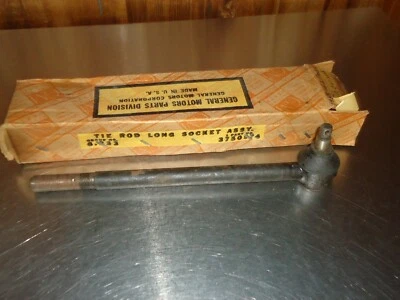 GENERAL MOTORS PARTS DIVISION
GENERAL MOTORS CORPORATION
MADE IN U.S.A.
TIE ROD LONG SOCKET ASSY.